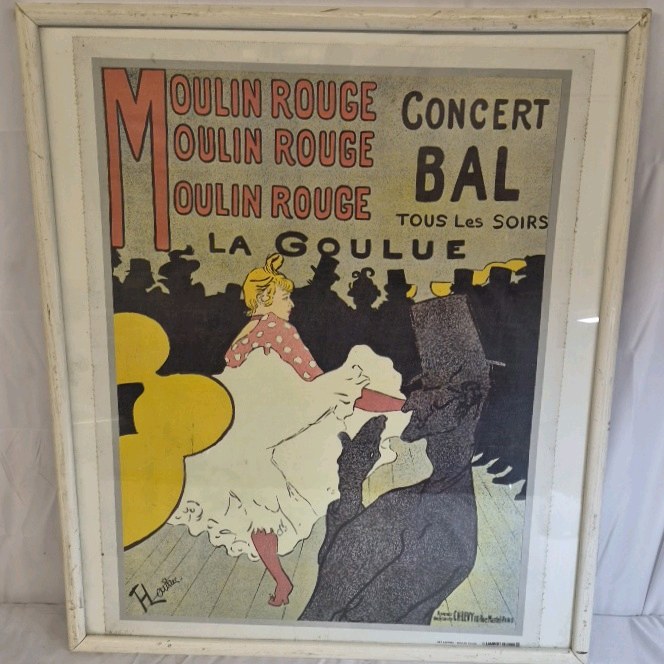 MOULIN ROUGE
MOULIN ROUGE
MOULIN ROUGE
CONCERT
BAL
TOUS LES SOIRS
LA GOULUE